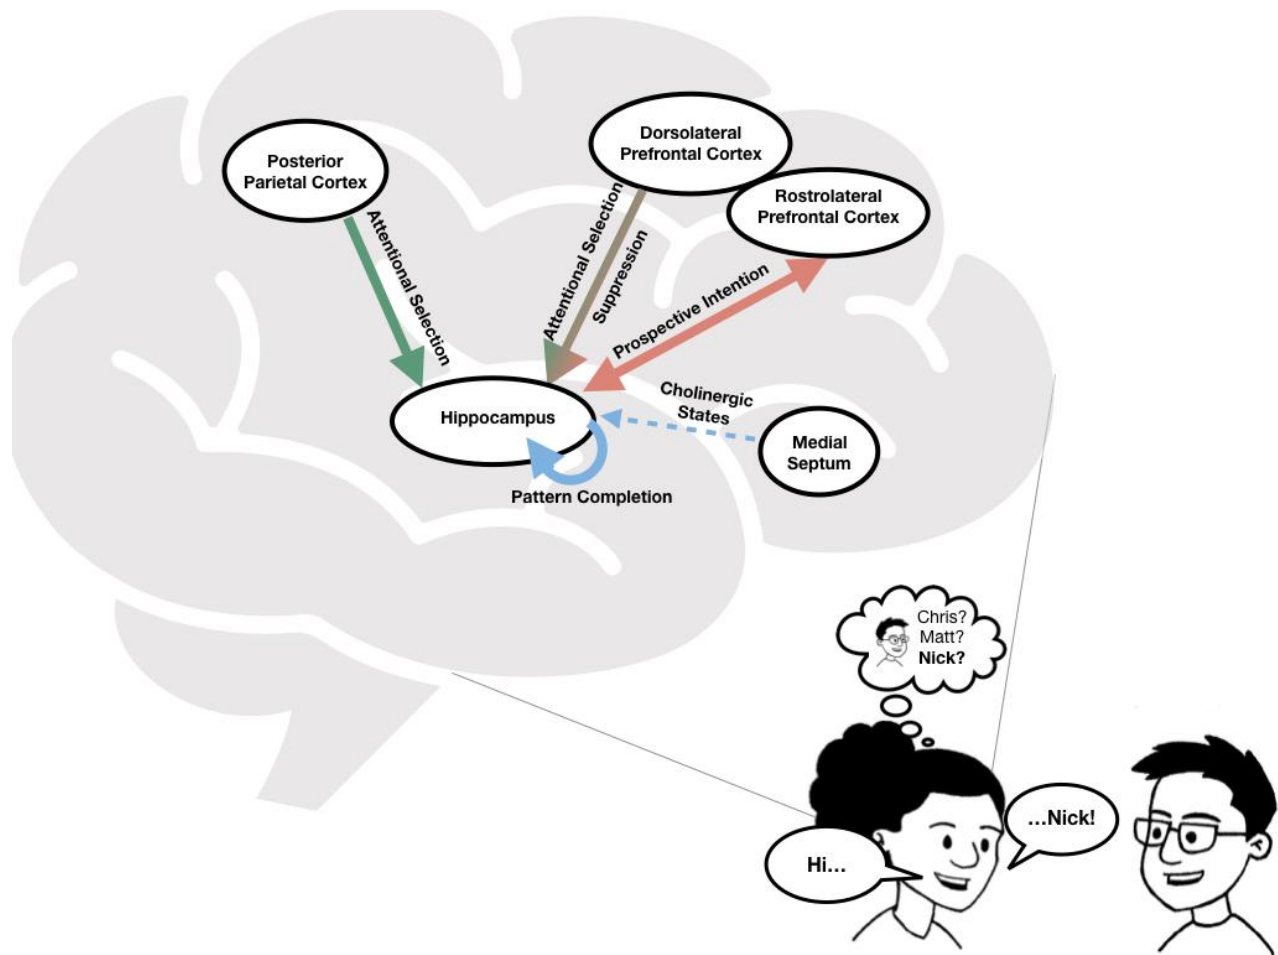 Dorsolateral
Prefrontal Cortex
Posterior
Parietal Cortex
Rostrolateral
Prefrontal Cortex
Attentional Selection
Attentional Selection
Suppression
Prospective Intention
Cholinergic
States
Hippocampus
Medial
Septum
Pattern Completion
Chris?
Matt?
Nick?
...Nick!
Hi...